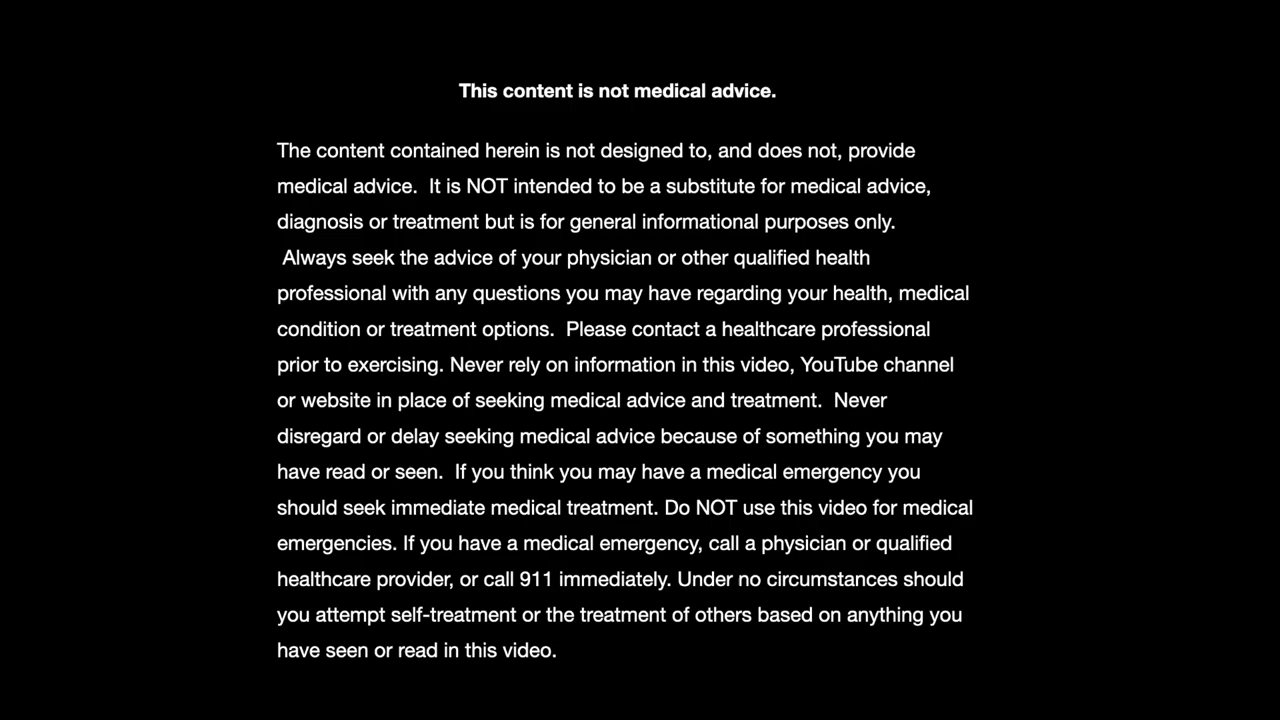 This content is not medical advice.
The content contained herein is not designed to, and does not, provide
medical advice.  It is NOT intended to be a substitute for medical advice,
diagnosis or treatment but is for general informational purposes only.
Always seek the advice of your physician or other qualified health
professional with any questions you may have regarding your health, medical
condition or treatment options.  Please contact a healthcare professional
prior to exercising. Never rely on information in this video, YouTube channel
or website in place of seeking medical advice and treatment.  Never
disregard or delay seeking medical advice because of something you may
have read or seen.  If you think you may have a medical emergency you
should seek immediate medical treatment. Do NOT use this video for medical
emergencies. If you have a medical emergency, call a physician or qualified
healthcare provider, or call 911 immediately. Under no circumstances should
you attempt self-treatment or the treatment of others based on anything you
have seen or read in this video.